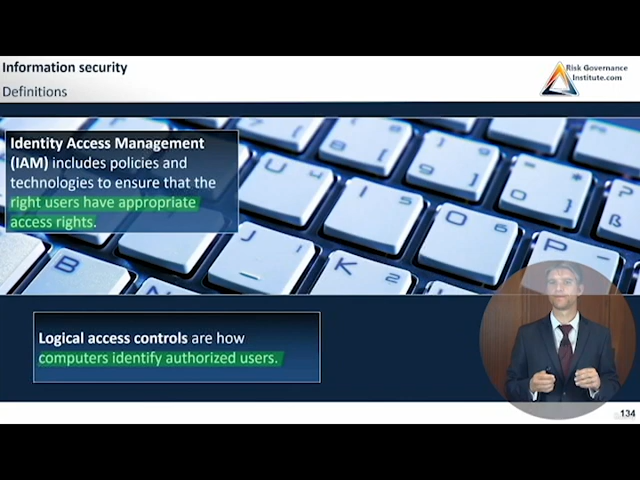 Information security
Definitions
Risk Governance
Institute.com
Identity Access Management
(IAM) includes policies and
technologies to ensure that the
right users have appropriate
access rights.
U
I
O
P
J
K
B
N
Logical access controls are how
computers identify authorized users.
134